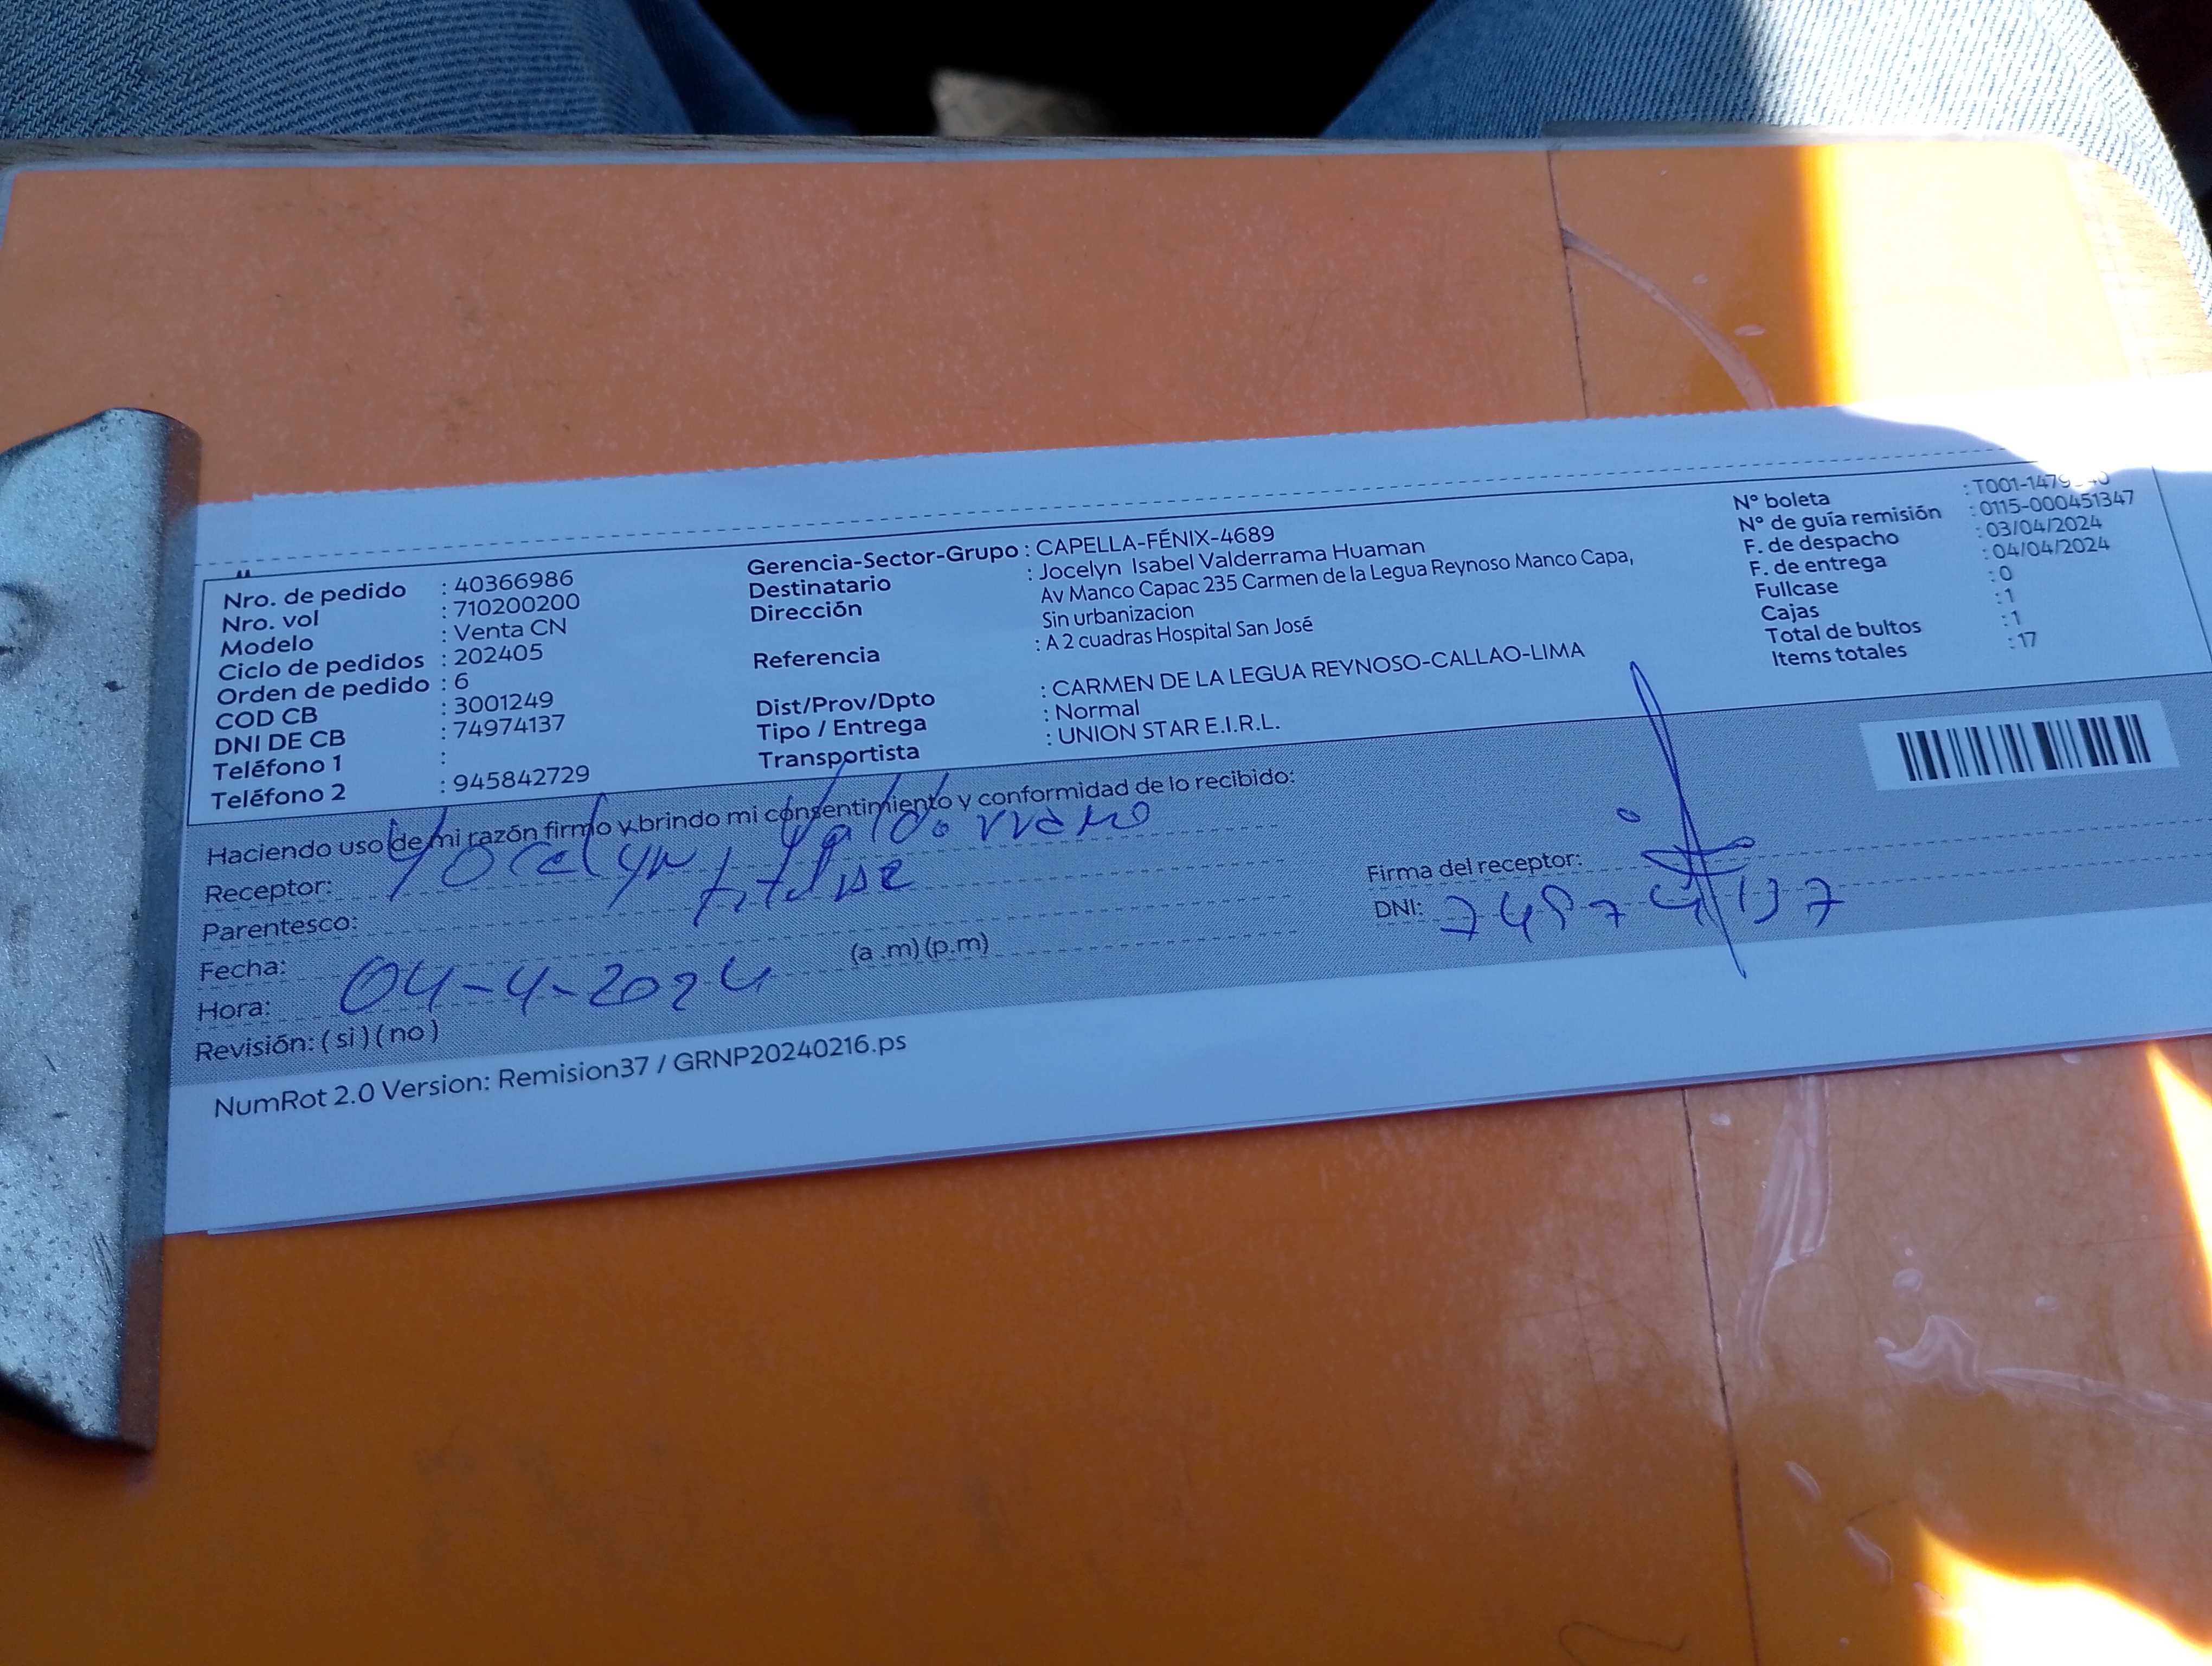 Nro. de pedido : 40366986
Nro. vol : 710200200
Modelo : Venta CN
Ciclo de pedidos : 202405
Orden de pedido : 6
COD CB : 3001249
DNI DE CB : 74974137
Teléfono 1 :
Teléfono 2 : 945842729
Gerencia-Sector-Grupo : CAPELLA-FÉNIX-4689
Destinatario : Jocelyn Isabel Valderrama Huaman
Dirección Av Manco Capac 235 Carmen de la Legua Reynoso Manco Capa,
Sin urbanizacion
Referencia : A 2 cuadras Hospital San José
Dist/Prov/Dpto : CARMEN DE LA LEGUA REYNOSO-CALLAO-LIMA
Tipo / Entrega : Normal
Transportista : UNION STAR E.I.R.L.
Nº boleta
Nº de guía remisión : 0115-000451347
F. de despacho : 03/04/2024
F. de entrega : 04/04/2024
Fullcase : 0
Cajas : 1
Total de bultos : 1
Items totales : 17
Haciendo uso de mi razón firmo y brindo mi consentimiento y conformidad de lo recibido:
Receptor: Yocelyn
Parentesco:
Fecha: (a .m) (p.m)
Hora: 04-4-2024
Revisión: ( si ) ( no )
Firma del receptor:
DNI: 74974137
NumRot 2.0 Version: Remision37 / GRNP20240216.ps